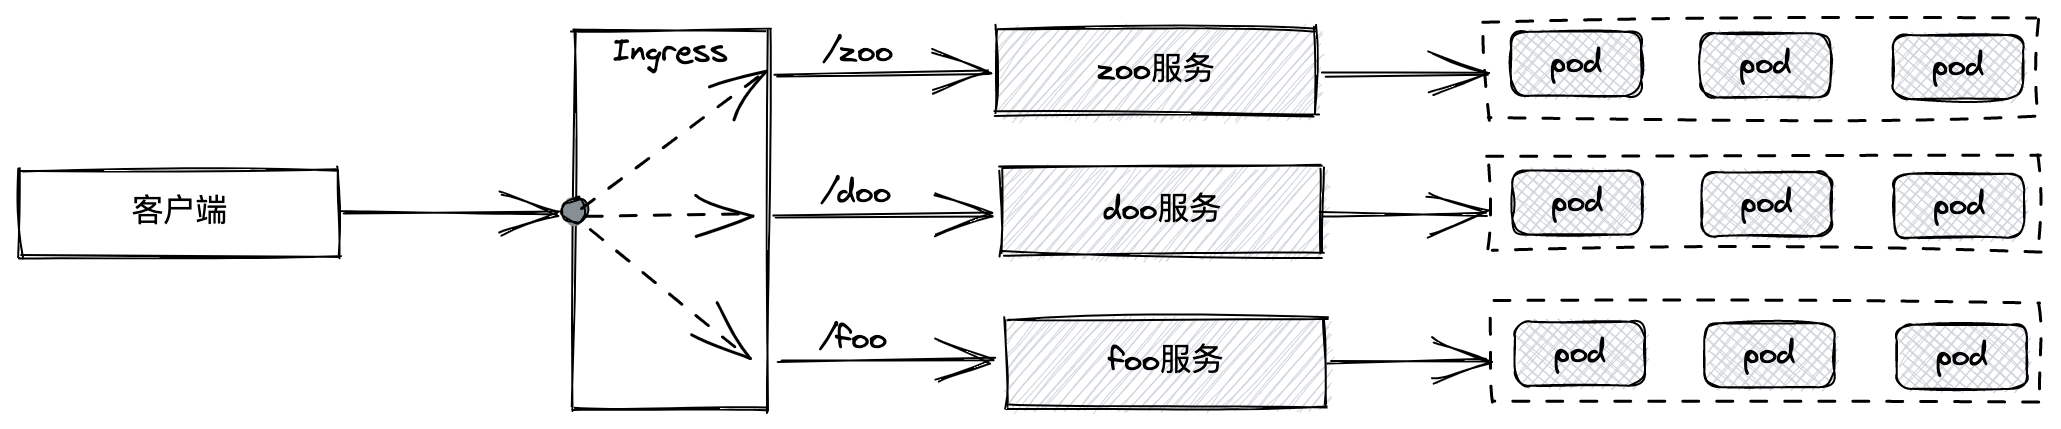 Ingress
/zoo
zoo服务
pod
pod
pod
客户端
/doo
doo服务
pod
pod
pod
/foo
foo服务
pod
pod
pod